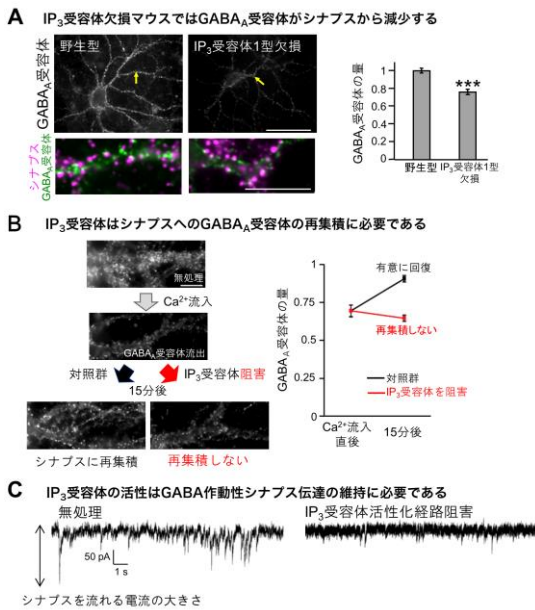 A IP₃受容体欠損マウスではGABA_A受容体がシナプスから減少する
GABA_A受容体
野生型
IP₃受容体1型欠損
シナプス
GABA_A受容体
GABA_A受容体の量
1
0.8
0.6
0.4
0.2
0
***
野生型
IP₃受容体1型
欠損
B IP₃受容体はシナプスへのGABA_A受容体の再集積に必要である
無処理
Ca²⁺流入
GABA_A受容体流出
対照群
IP₃受容体阻害
15分後
シナプスに再集積
再集積しない
GABA_A受容体の量
1
0.75
0.5
0.25
0
有意に回復
再集積しない
対照群
IP₃受容体を阻害
Ca²⁺流入
直後
15分後
C IP₃受容体の活性はGABA作動性シナプス伝達の維持に必要である
無処理
IP₃受容体活性化経路阻害
50 pA
1 s
シナプスを流れる電流の大きさ